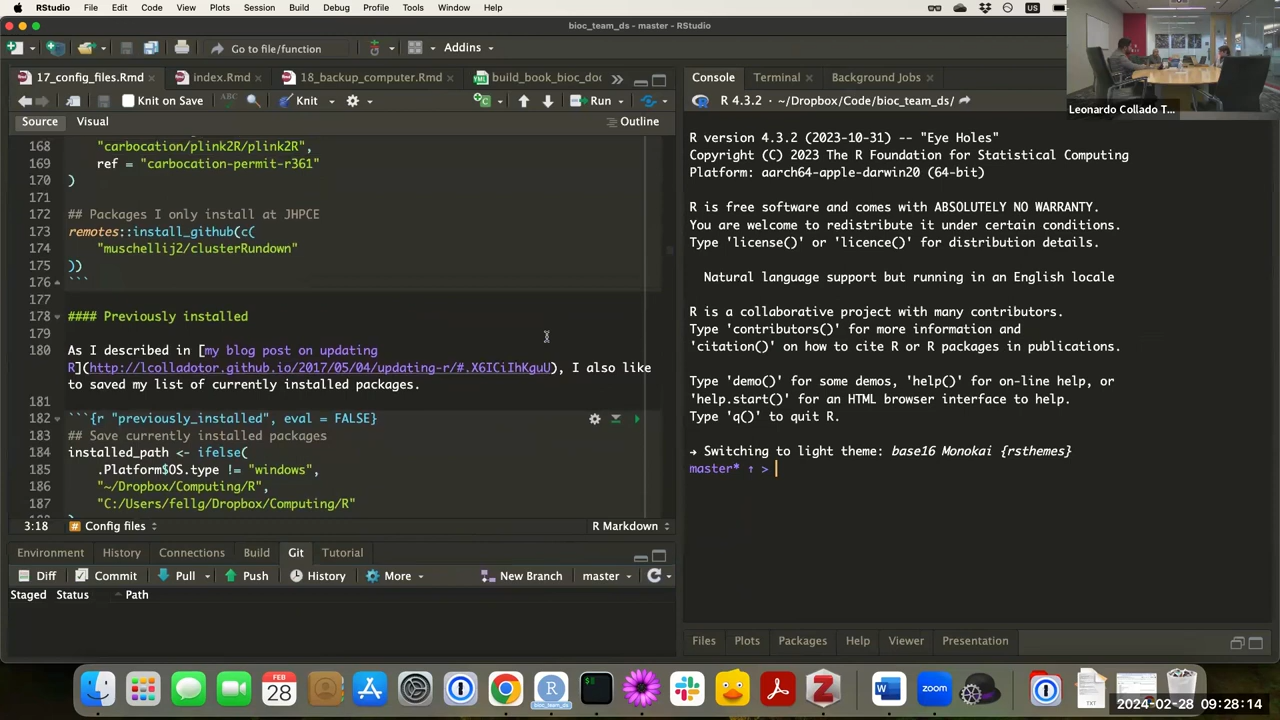 RStudio File Edit Code View Plots Session Build Debug Profile Tools Window Help
US
bioc_team_ds - master - RStudio
Go to file/function Addins
17_config_files.Rmd index.Rmd 18_backup_computer.Rmd build_book_bioc_doc
Knit on Save Knit Run
Source Visual Outline
168 "carbocation/plink2R/plink2R",
169 ref = "carbocation-permit-r361"
170 )
171
172 ## Packages I only install at JHPCE
173 remotes::install_github(c(
174 "muschellij2/clusterRundown"
175 ))
176 ```
177
178 #### Previously installed
179
180 As I described in [my blog post on updating
R](http://lcolladotor.github.io/2017/05/04/updating-r/#.X6ICiIhKguU), I also like
to saved my list of currently installed packages.
181
182 ```{r "previously_installed", eval = FALSE}
183 ## Save currently installed packages
184 installed_path <- ifelse(
185 .Platform$OS.type != "windows",
186 "~/Dropbox/Computing/R",
187 "C:/Users/fellg/Dropbox/Computing/R"
3:18 Config files R Markdown
Environment History Connections Build Git Tutorial
Diff Commit Pull Push History More New Branch master
Staged Status Path
Console Terminal Background Jobs
R 4.3.2 · ~/Dropbox/Code/bioc_team_ds/
R version 4.3.2 (2023-10-31) -- "Eye Holes"
Copyright (C) 2023 The R Foundation for Statistical Computing
Platform: aarch64-apple-darwin20 (64-bit)
R is free software and comes with ABSOLUTELY NO WARRANTY.
You are welcome to redistribute it under certain conditions.
Type 'license()' or 'licence()' for distribution details.
Natural language support but running in an English locale
R is a collaborative project with many contributors.
Type 'contributors()' for more information and
'citation()' on how to cite R or R packages in publications.
Type 'demo()' for some demos, 'help()' for on-line help, or
'help.start()' for an HTML browser interface to help.
Type 'q()' to quit R.
→ Switching to light theme: base16 Monokai {rsthemes}
master* ↑ >
Files Plots Packages Help Viewer Presentation
Leonardo Collado T...
FEB
28
bioc_team_ds
zoom
TXT
2024-02-28 09:28:14